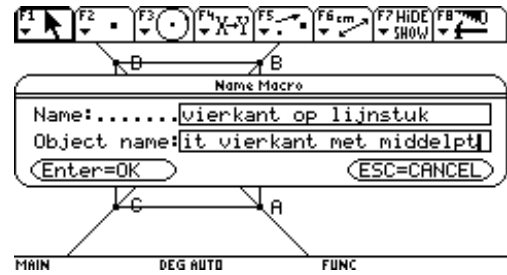 F1 F2 F3 F4 X→Y F5 F6 cm F7 HiDE SHOW F8
D B
Name Macro
Name:.......vierkant op lijnstuk
Object name:it vierkant met middelpt
Enter=OK ESC=CANCEL
C A
MAIN DEG AUTO FUNC